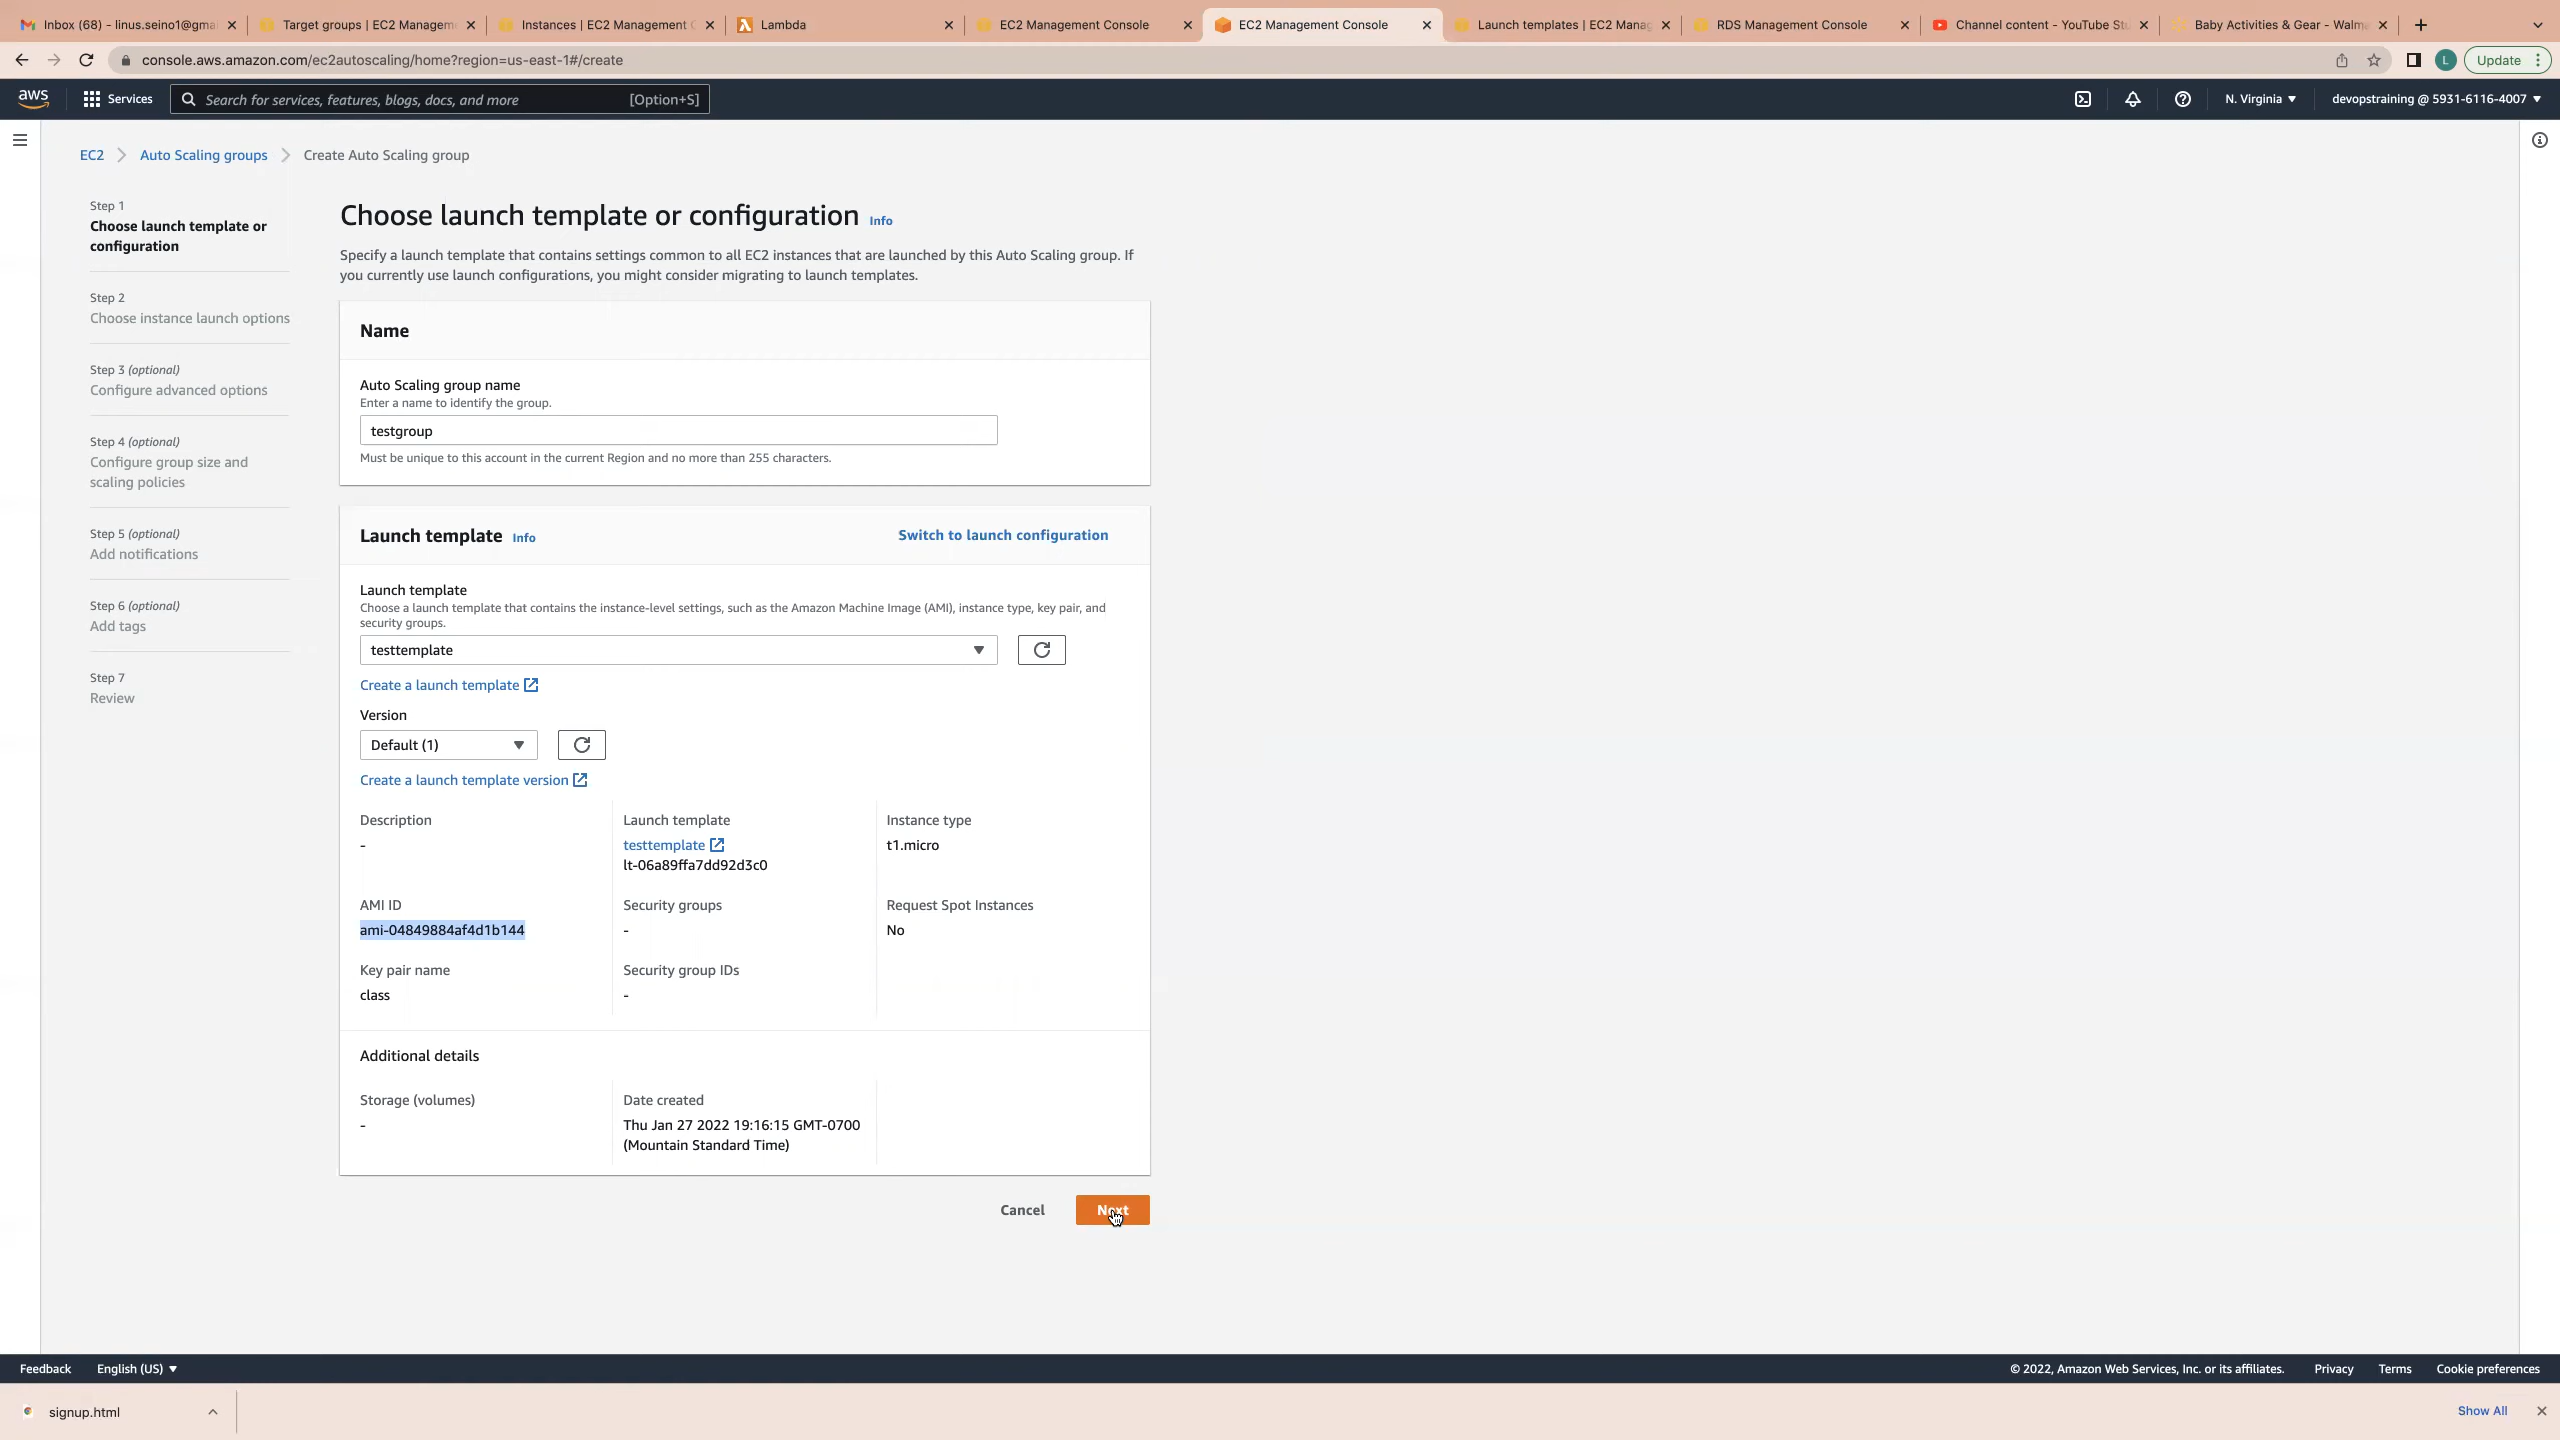 Inbox (68) - linus.seino1@gmai
Target groups | EC2 Managem
Instances | EC2 Management C
Lambda
EC2 Management Console
EC2 Management Console
Launch templates | EC2 Manag
RDS Management Console
Channel content - YouTube Stu
Baby Activities & Gear - Walma
console.aws.amazon.com/ec2autoscaling/home?region=us-east-1#/create
L
Update
aws
Services
Search for services, features, blogs, docs, and more
[Option+S]
N. Virginia
devopstraining @ 5931-6116-4007
EC2
Auto Scaling groups
Create Auto Scaling group
Step 1
Choose launch template or
configuration
Step 2
Choose instance launch options
Step 3 (optional)
Configure advanced options
Step 4 (optional)
Configure group size and
scaling policies
Step 5 (optional)
Add notifications
Step 6 (optional)
Add tags
Step 7
Review
Choose launch template or configuration Info
Specify a launch template that contains settings common to all EC2 instances that are launched by this Auto Scaling group. If
you currently use launch configurations, you might consider migrating to launch templates.
Name
Auto Scaling group name
Enter a name to identify the group.
testgroup
Must be unique to this account in the current Region and no more than 255 characters.
Launch template Info
Switch to launch configuration
Launch template
Choose a launch template that contains the instance-level settings, such as the Amazon Machine Image (AMI), instance type, key pair, and
security groups.
testtemplate
Create a launch template
Version
Default (1)
Create a launch template version
Description
-
Launch template
testtemplate
lt-06a89ffa7dd92d3c0
Instance type
t1.micro
AMI ID
ami-04849884af4d1b144
Security groups
-
Request Spot Instances
No
Key pair name
class
Security group IDs
-
Additional details
Storage (volumes)
-
Date created
Thu Jan 27 2022 19:16:15 GMT-0700
(Mountain Standard Time)
Cancel
Next
Feedback
English (US)
© 2022, Amazon Web Services, Inc. or its affiliates.
Privacy
Terms
Cookie preferences
signup.html
Show All